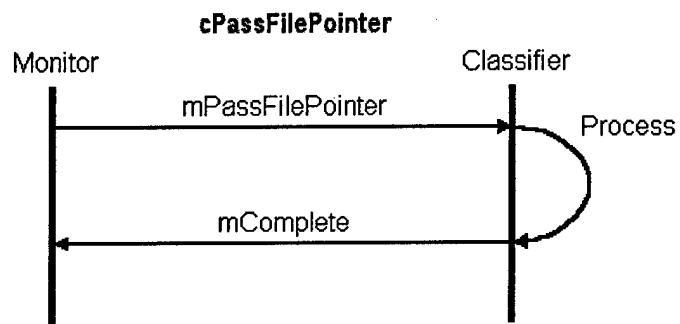 cPassFilePointer
Monitor
Classifier
mPassFilePointer
Process
mComplete